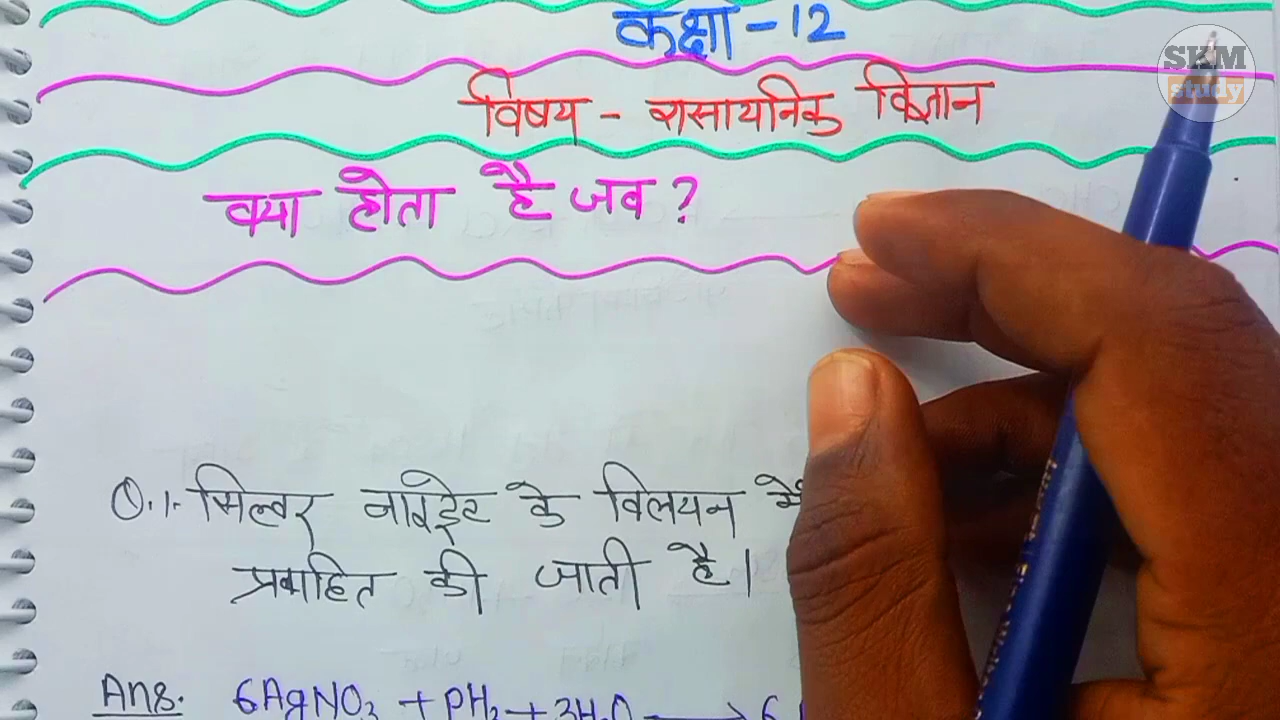 कक्षा - 12
SKM
study
विषय - रासायनिक विज्ञान
क्या होता है जब ?
Q.1. सिल्वर नाइट्रेट के विलयन में
प्रवाहित की जाती है।
Ans. 6AgNO3 + PH3 + 3H2O → 6